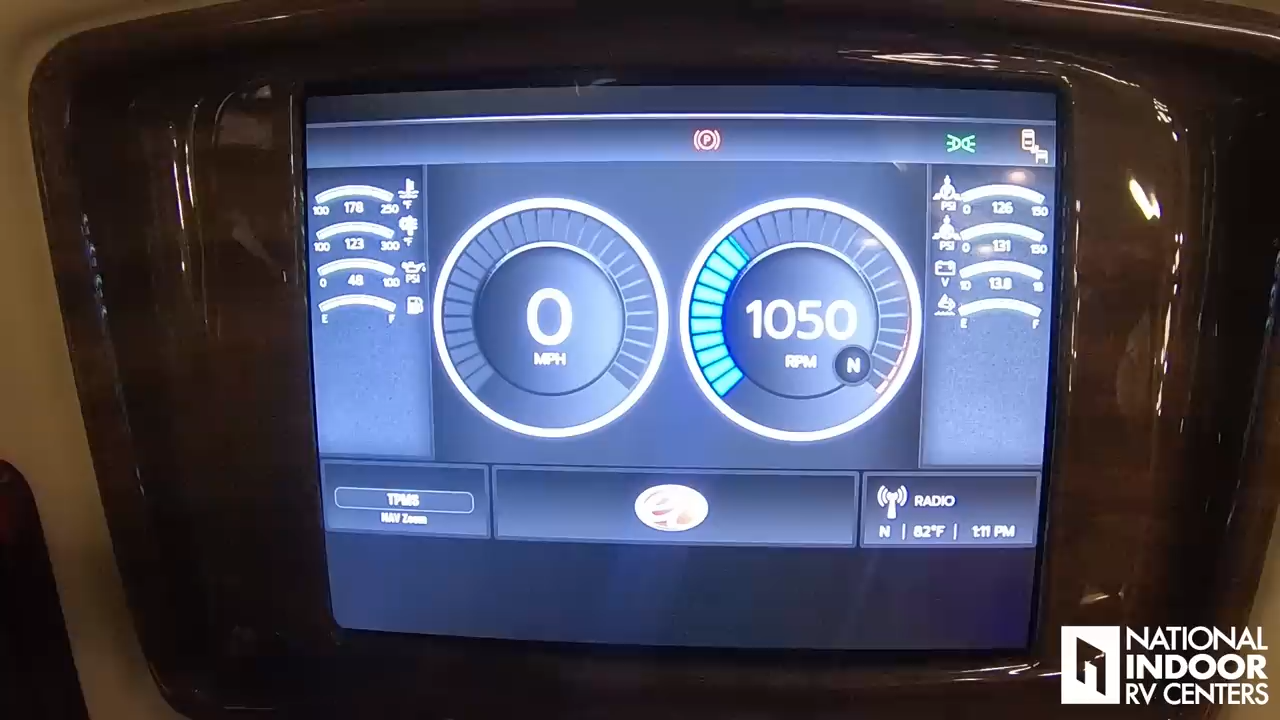 P
100 178 250 °F
100 123 300 °F
0 48 100 PSI
E F
0
MPH
1050
RPM
N
PSI 0 126 150
PSI 0 131 150
V 10 13.8 18
E F
TPMS
NAV Zoom
RADIO
N | 82°F | 1:11 PM
NATIONAL
INDOOR
RV CENTERS